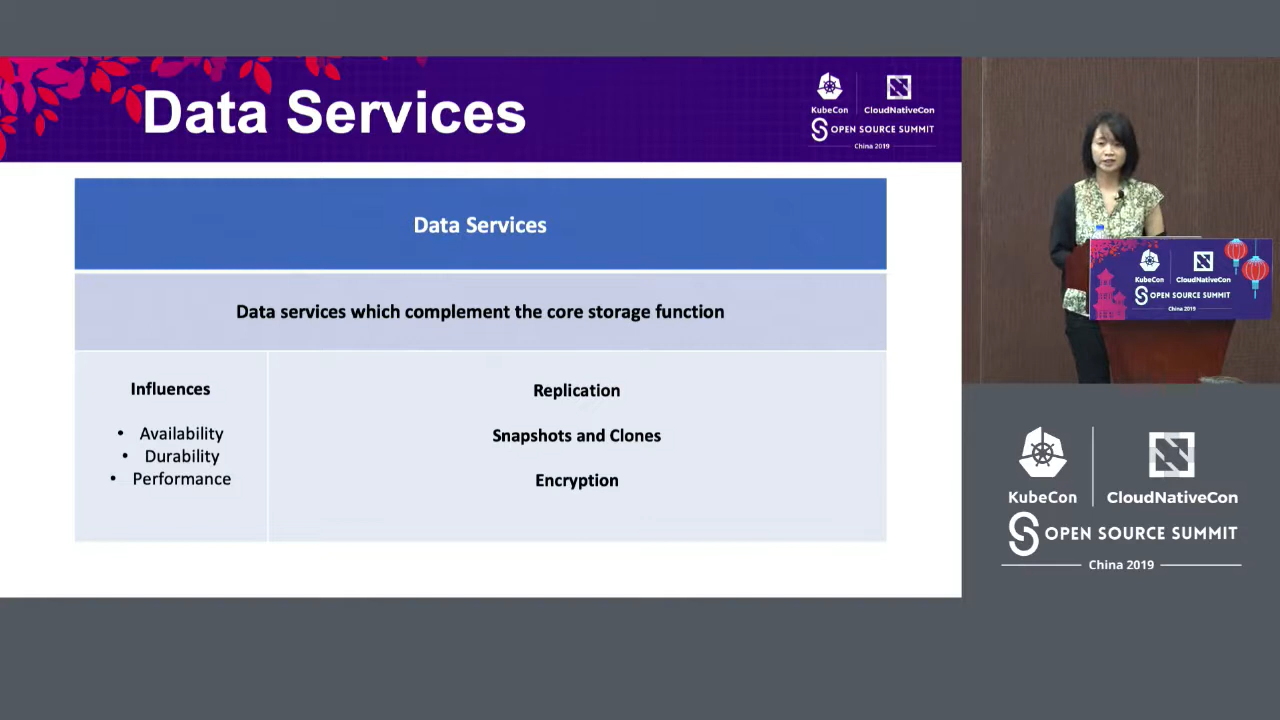 Data Services
KubeCon
CloudNativeCon
OPEN SOURCE SUMMIT
China 2019
Data Services
Data services which complement the core storage function
Influences
• Availability
• Durability
• Performance
Replication
Snapshots and Clones
Encryption
KubeCon
CloudNativeCon
OPEN SOURCE SUMMIT
China 2019
KubeCon
CloudNativeCon
OPEN SOURCE SUMMIT
China 2019